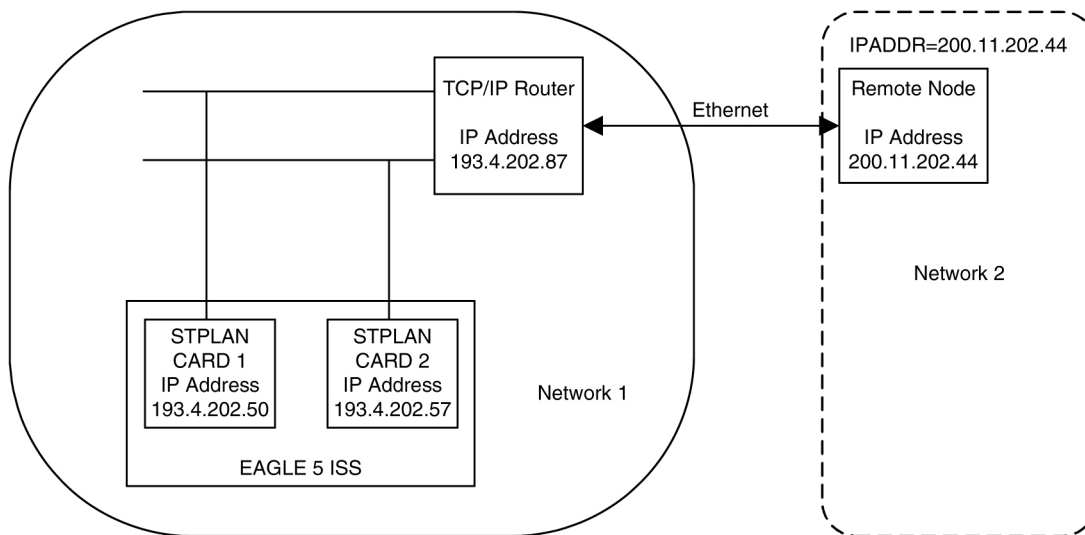 IPADDR=200.11.202.44
TCP/IP Router
IP Address
193.4.202.87
Ethernet
Remote Node
IP Address
200.11.202.44
Network 2
STPLAN
CARD 1
IP Address
193.4.202.50
STPLAN
CARD 2
IP Address
193.4.202.57
Network 1
EAGLE 5 ISS